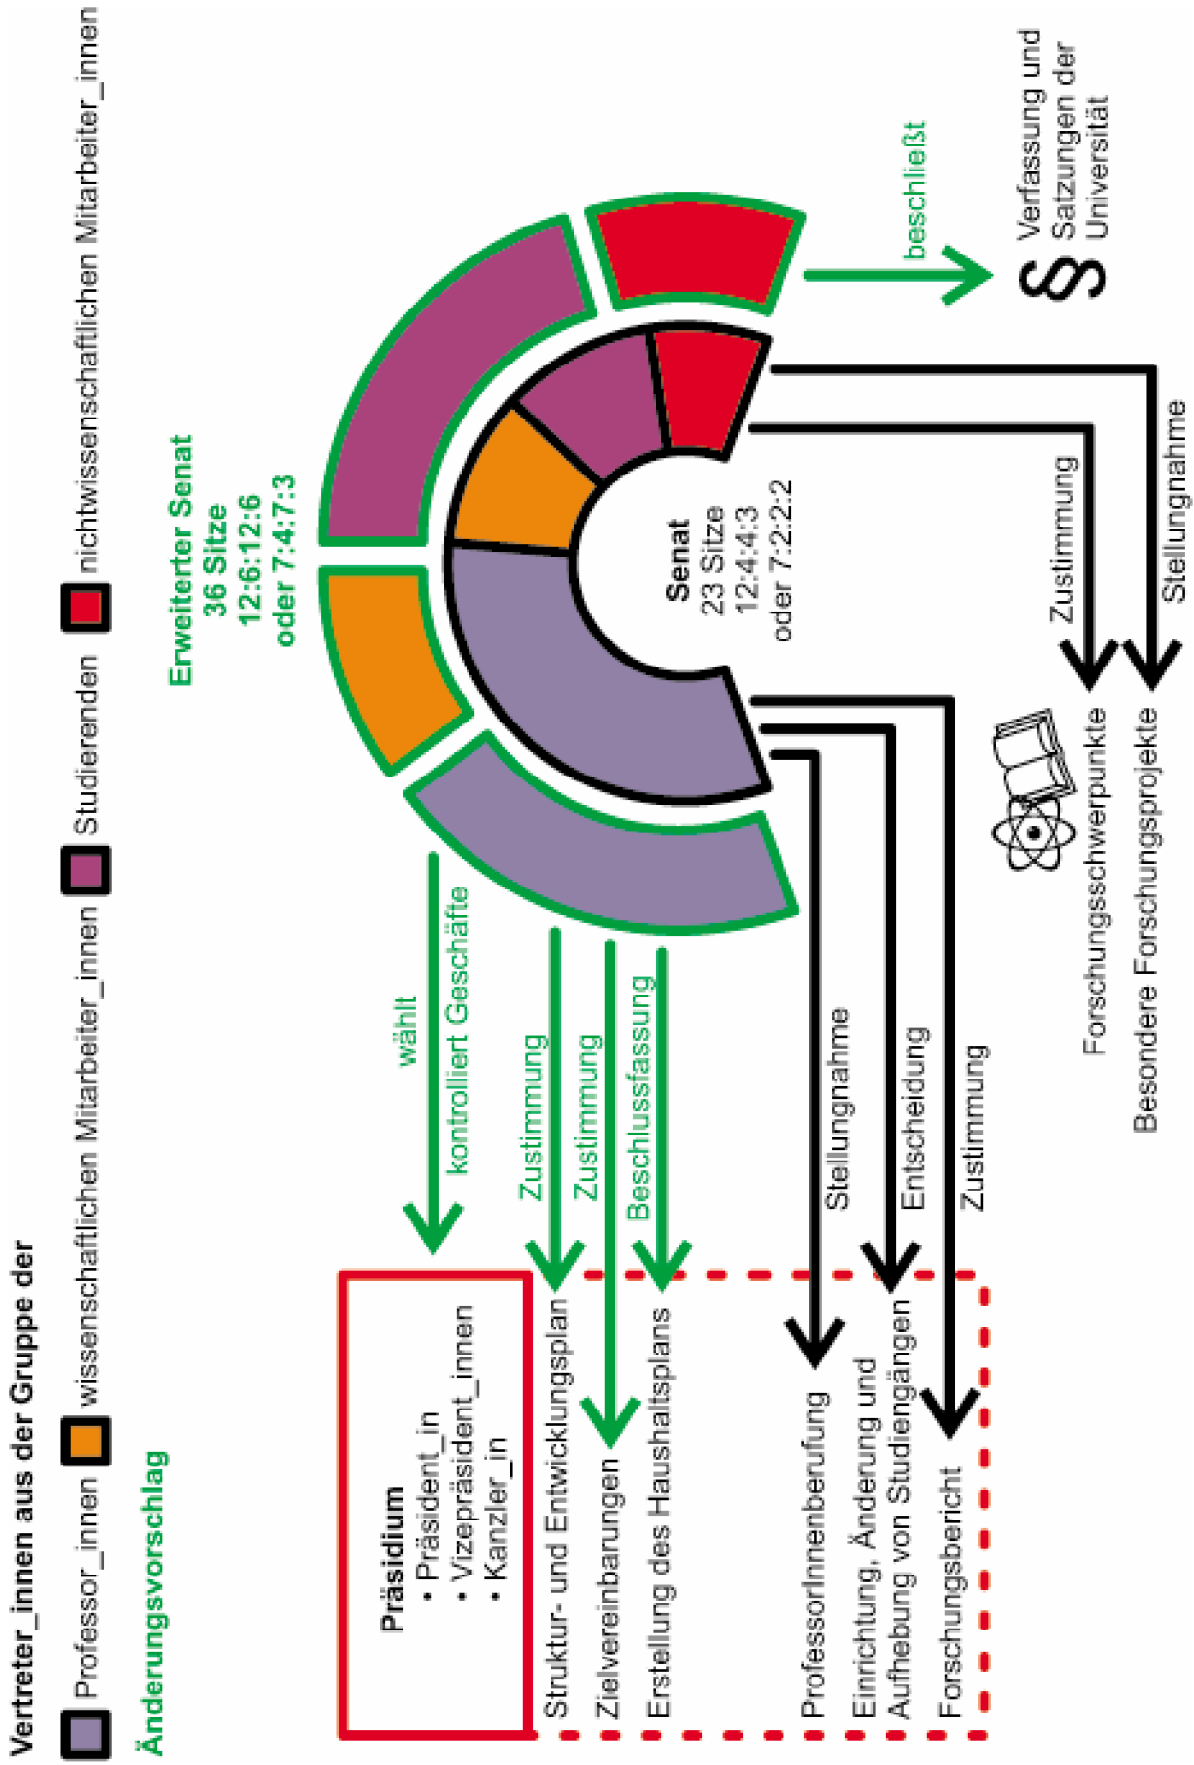 Vertreter_innen aus der Gruppe der
Professor_innen
wissenschaftlichen Mitarbeiter_innen
Studierenden
nichtwissenschaftlichen Mitarbeiter_innen
Änderungsvorschlag
Erweiterter Senat
36 Sitze
12:6:12:6
oder 7:4:7:3
Präsidium
• Präsident_in
• Vizepräsident_innen
• Kanzler_in
wählt
kontrolliert Geschäfte
Struktur- und Entwicklungsplan
Zustimmung
Zielvereinbarungen
Zustimmung
Erstellung des Haushaltsplans
Beschlussfassung
Senat
23 Sitze
12:4:4:3
oder 7:2:2:2
ProfessorInnenberufung
Stellungnahme
Einrichtung, Änderung und
Aufhebung von Studiengängen
Entscheidung
Forschungsbericht
Zustimmung
beschließt
§
Verfassung und
Satzungen der
Universität
Forschungsschwerpunkte
Zustimmung
Besondere Forschungsprojekte
Stellungnahme